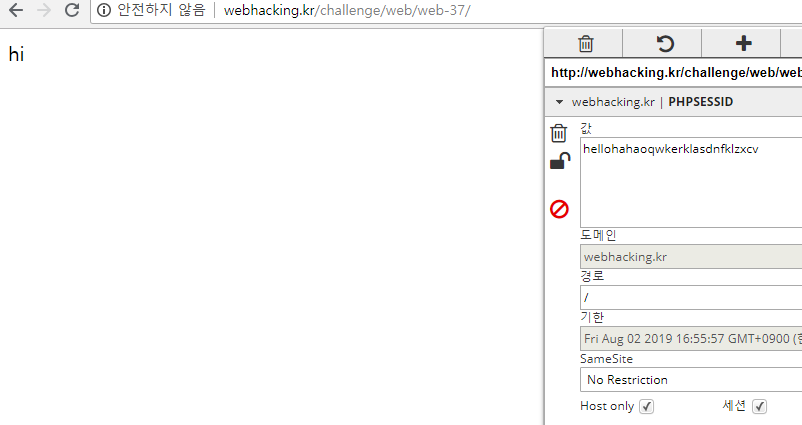 안전하지 않음 webhacking.kr/challenge/web/web-37/
hi
http://webhacking.kr/challenge/web/web
webhacking.kr | PHPSESSID
값
hellohahaoqwkerklasdnfklzxcv
도메인
webhacking.kr
경로
/
기한
Fri Aug 02 2019 16:55:57 GMT+0900
SameSite
No Restriction
Host only 세션